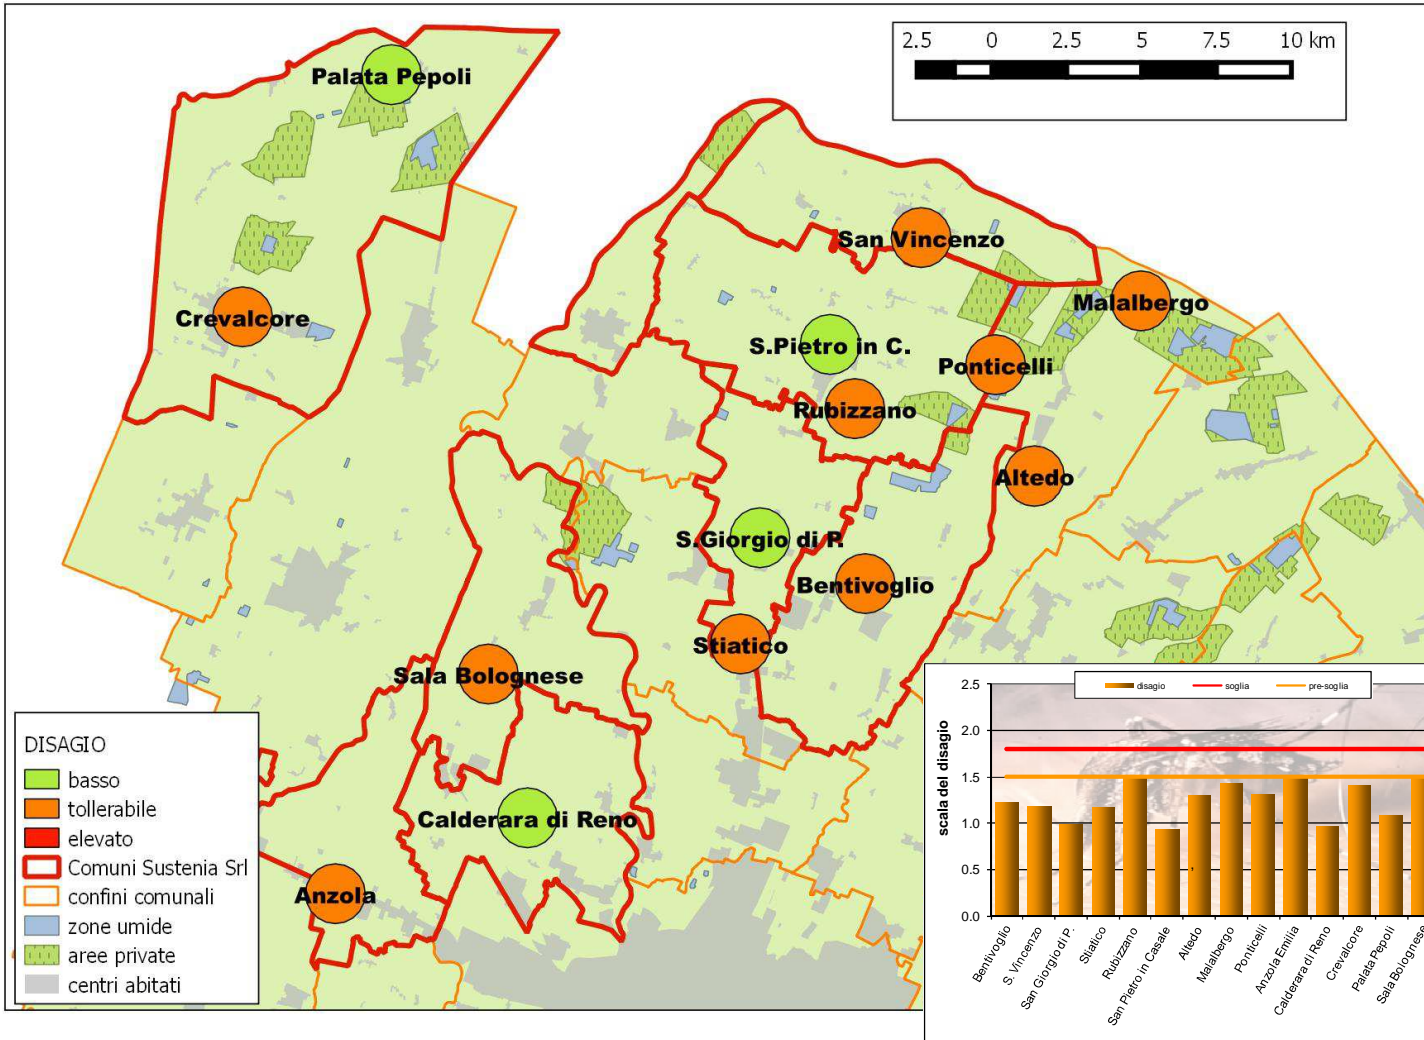 2.5 0 2.5 5 7.5 10 km
Palata Pepoli
San Vincenzo
Malalbergo
Crevalcore
S.Pietro in C.
Ponticelli
Rubizzano
Altedo
S.Giorgio di P.
Bentivoglio
Stiatico
Sala Bolognese
Calderara di Reno
Anzola
DISAGIO
basso
tollerabile
elevato
Comuni Sustenia Srl
confini comunali
zone umide
aree private
centri abitati
disagio soglia pre-soglia
scala del disagio
2.5
2.0
1.5
1.0
0.5
0.0
Bentivoglio
S. Vincenzo
San Giorgio di P.
Stiatico
Rubizzano
San Pietro in Casale
Altedo
Malalbergo
Ponticelli
Anzola Emilia
Calderara di Reno
Crevalcore
Palata Pepoli
Sala Bolognese